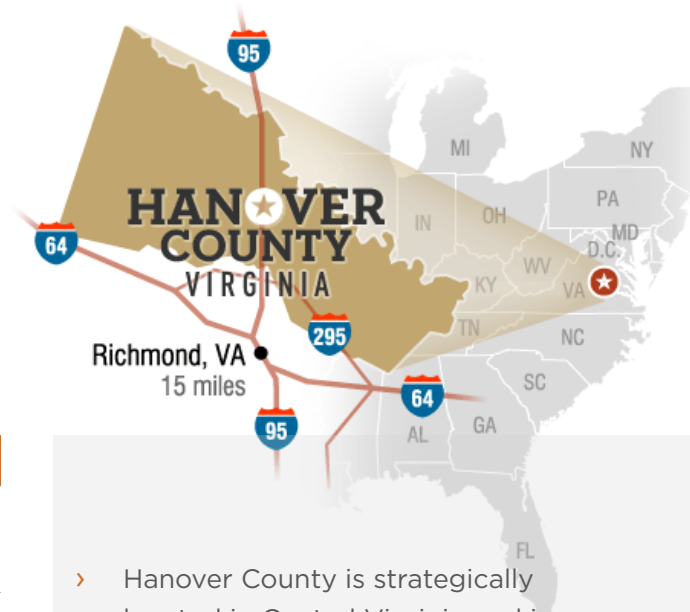 95
MI
NY
PA
OH
IN
MD
D.C.
WV
VA
KY
HANOVER
COUNTY
VIRGINIA
64
295
TN
NC
Richmond, VA
15 miles
SC
64
95
AL
GA
FL
› Hanover County is strategically